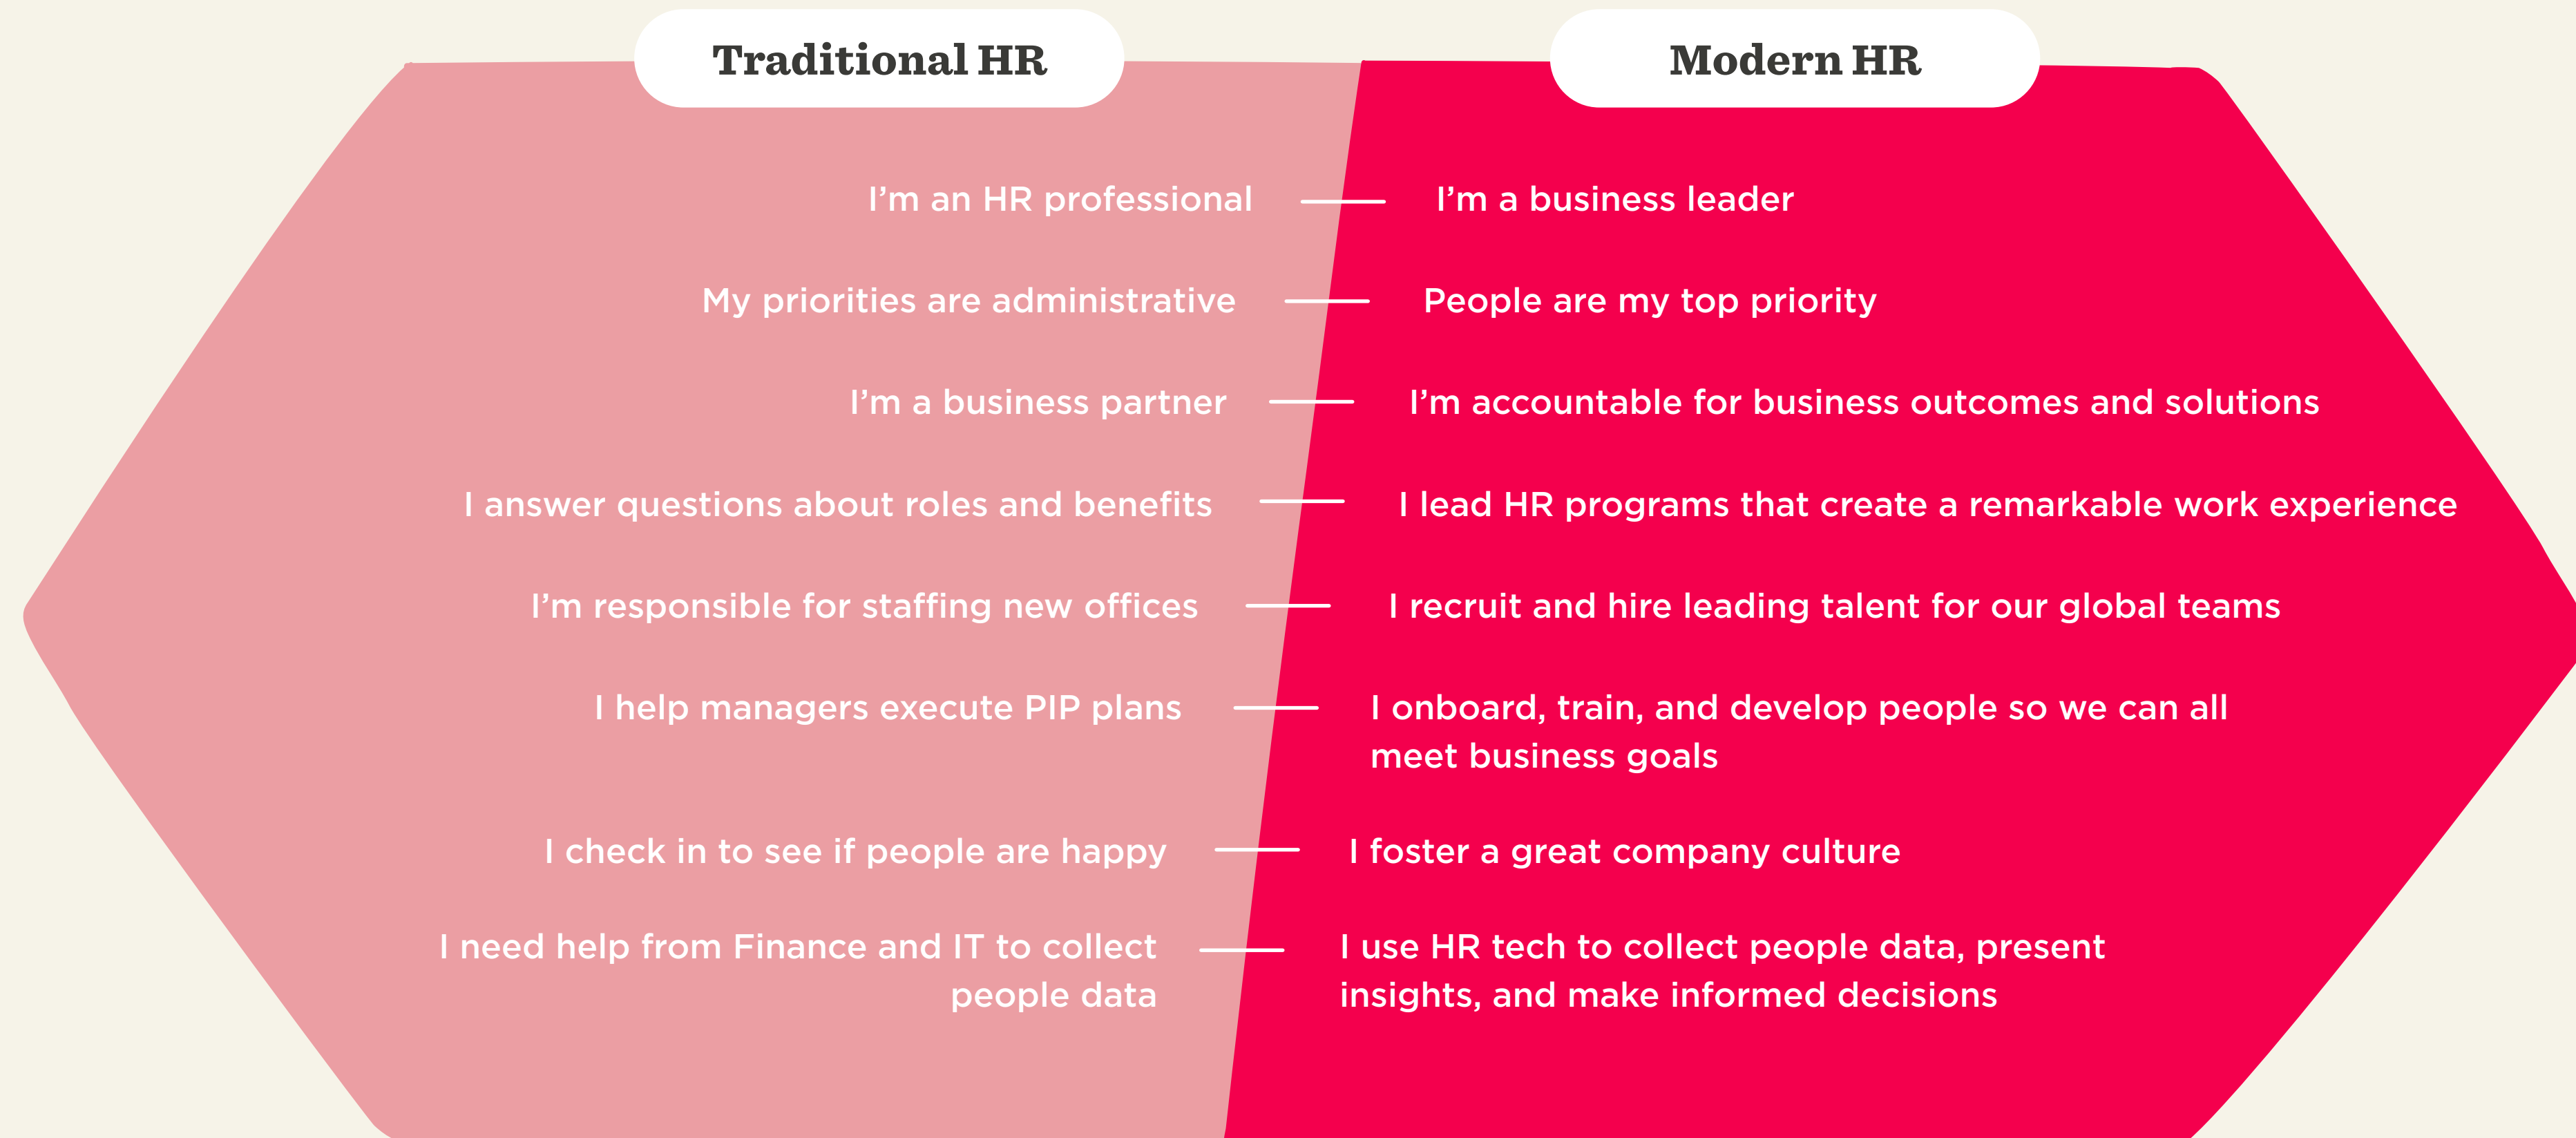 Traditional HR
Modern HR
I’m an HR professional
I’m a business leader
My priorities are administrative
People are my top priority
I’m a business partner
I’m accountable for business outcomes and solutions
I answer questions about roles and benefits
I lead HR programs that create a remarkable work experience
I’m responsible for staffing new offices
I recruit and hire leading talent for our global teams
I help managers execute PIP plans
I onboard, train, and develop people so we can all
meet business goals
I check in to see if people are happy
I foster a great company culture
I need help from Finance and IT to collect
people data
I use HR tech to collect people data, present
insights, and make informed decisions